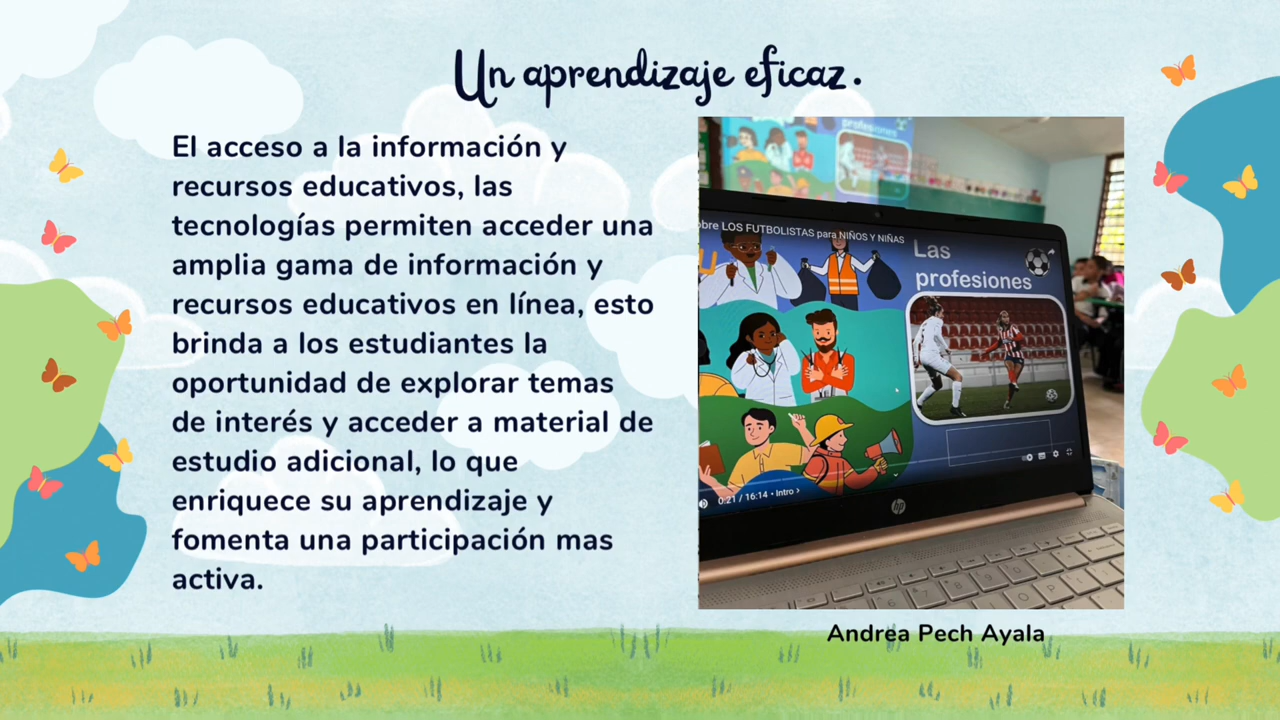 Un aprendizaje eficaz.
El acceso a la información y
recursos educativos, las
tecnologías permiten acceder una
amplia gama de información y
recursos educativos en línea, esto
brinda a los estudiantes la
oportunidad de explorar temas
de interés y acceder a material de
estudio adicional, lo que
enriquece su aprendizaje y
fomenta una participación mas
activa.
profesiones
LOS FUTBOLISTAS para NIÑOS Y NIÑAS
Las
profesiones
0:21 / 16:14 • Intro >
hp
Andrea Pech Ayala